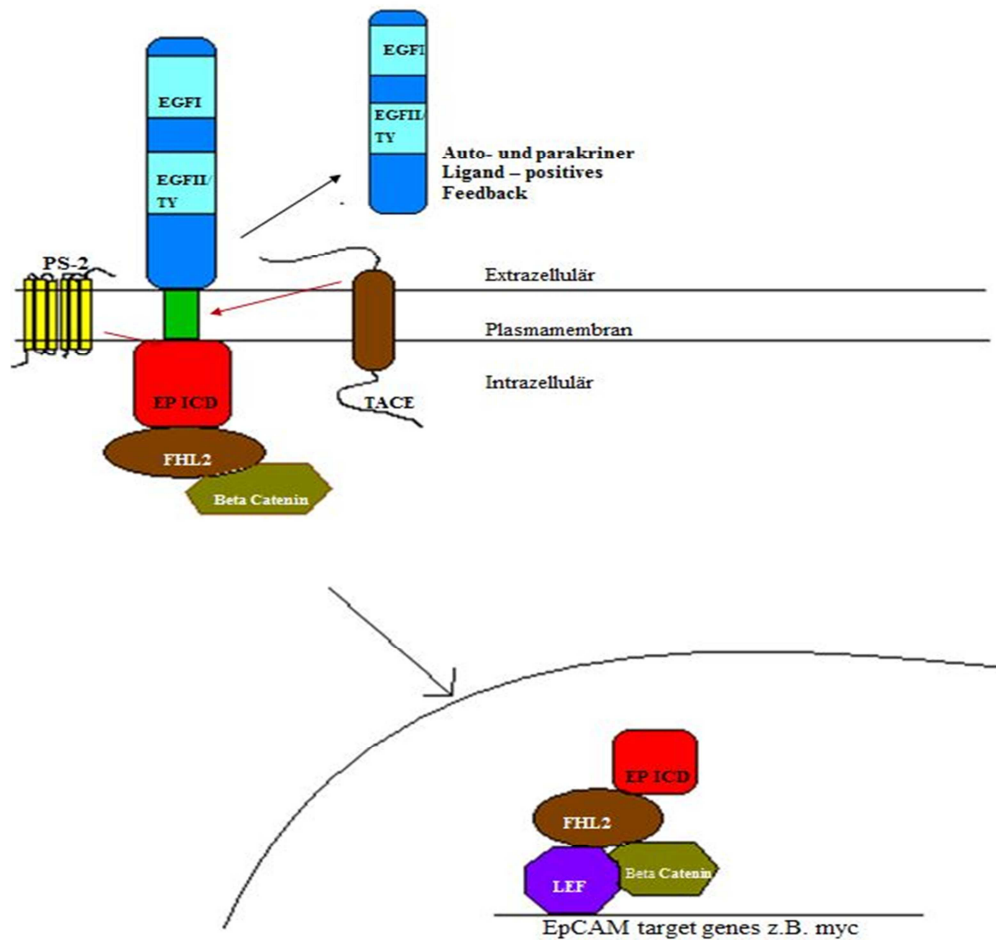 EGFI
EGFII/
TY
EGFI
EGFII/
TY
Auto- und parakriner
Ligand – positives
Feedback
PS-2
Extrazellulär
Plasmamembran
Intrazellulär
EP ICD
TACE
FHL2
Beta Catenin
EP ICD
FHL2
LEF
Beta Catenin
EpCAM target genes z.B. myc